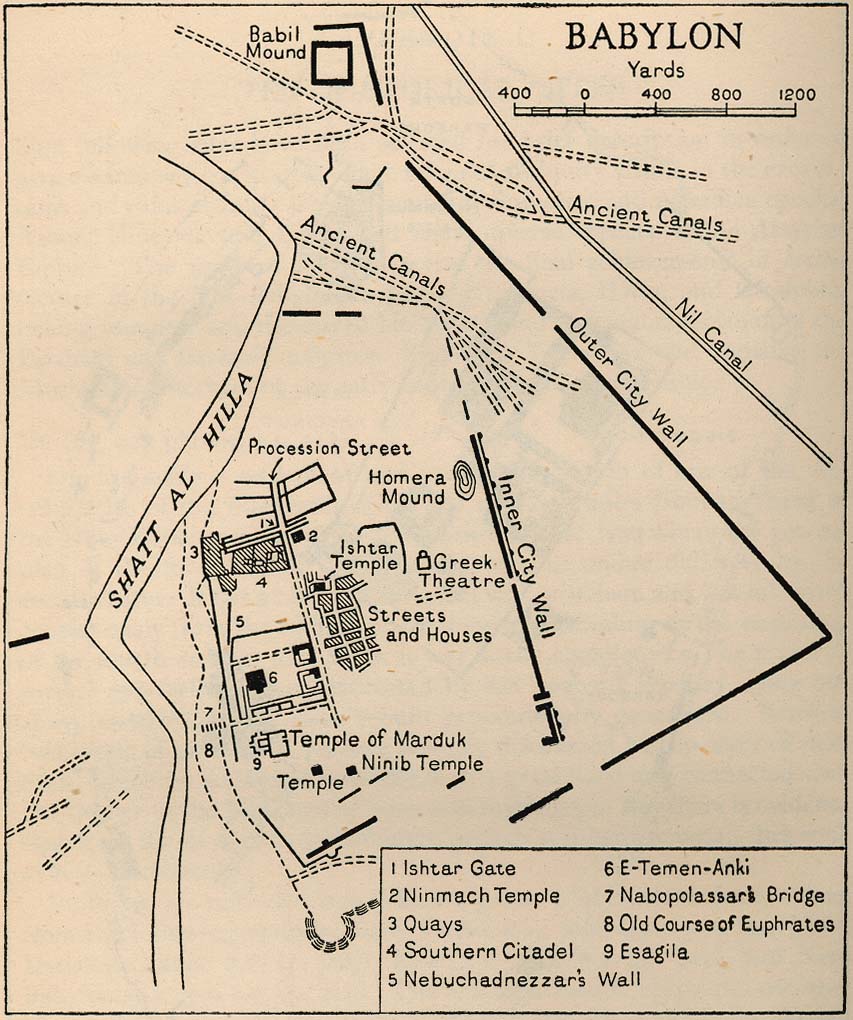 BABYLON
Yards
400 0 400 800 1200
Babil
Mound
Ancient Canals
Ancient Canals
Nil Canal
Outer City Wall
SHATT AL HILLA
Procession Street
Homera
Mound
Inner City Wall
1
2
3
4
Ishtar
Temple
Greek
Theatre
5
Streets
and Houses
6
7
8
9
Temple of Marduk
Ninib Temple
Temple
1 Ishtar Gate
2 Ninmach Temple
3 Quays
4 Southern Citadel
5 Nebuchadnezzar's Wall
6 E-Temen-Anki
7 Nabopolassar's Bridge
8 Old Course of Euphrates
9 Esagila